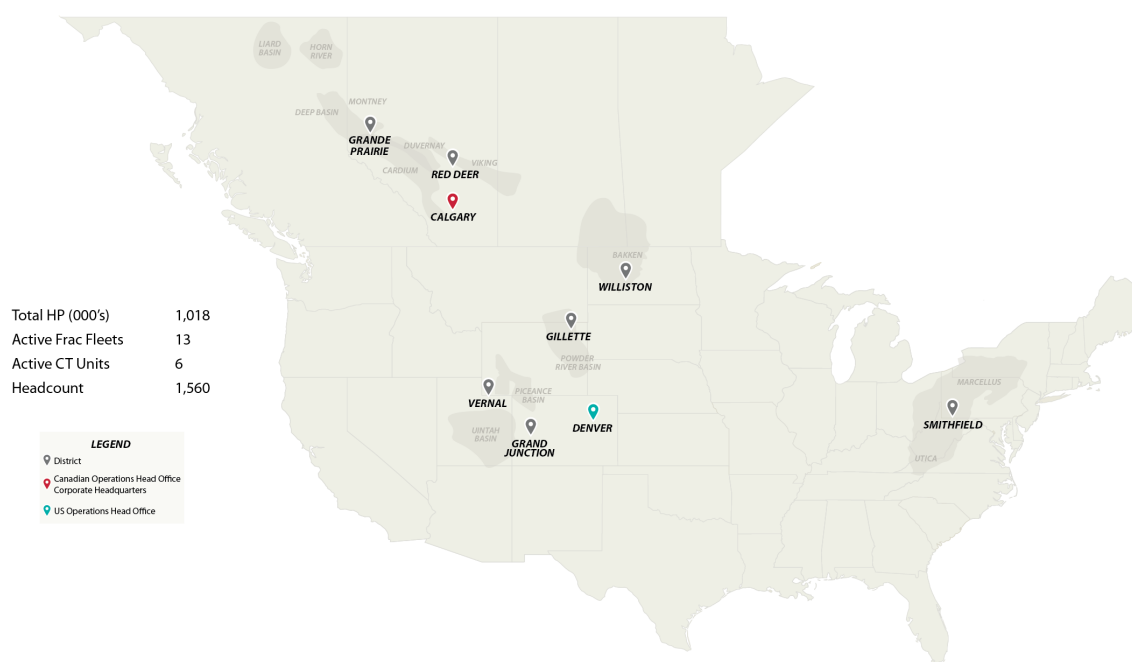 LIARD
BASIN
HORN
RIVER
MONTNEY
DEEP BASIN
GRANDE
PRAIRIE
DUVERNAY
CARDIUM
VIKING
RED DEER
CALGARY
BAKKEN
WILLISTON
Total HP (000's) 1,018
Active Frac Fleets 13
Active CT Units 6
Headcount 1,560
GILLETTE
POWDER
RIVER BASIN
VERNAL
PICEANCE
BASIN
DENVER
UINTAH
BASIN
GRAND
JUNCTION
MARCELLUS
SMITHFIELD
UTICA
LEGEND
District
Canadian Operations Head Office
Corporate Headquarters
US Operations Head Office